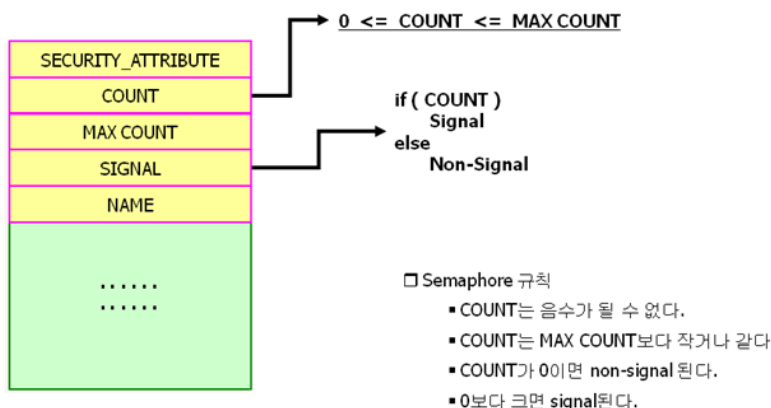 0 <= COUNT <= MAX COUNT
SECURITY_ATTRIBUTE
COUNT
MAX COUNT
SIGNAL
NAME
......
......
if ( COUNT )
Signal
else
Non-Signal
❐ Semaphore 규칙
▪ COUNT는 음수가 될 수 없다.
▪ COUNT는 MAX COUNT보다 작거나 같다
▪ COUNT가 0이면 non-signal 된다.
▪ 0보다 크면 signal된다.